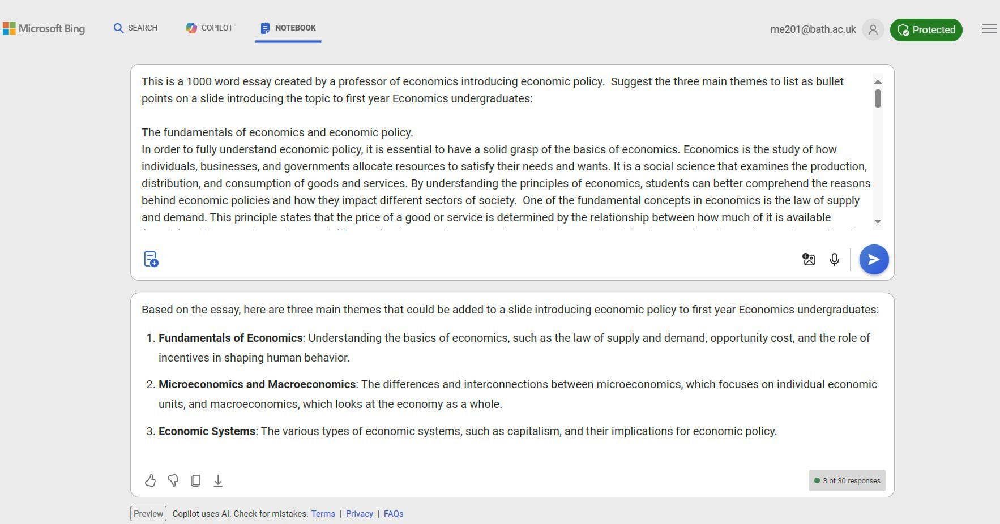 Microsoft Bing
SEARCH
COPILOT
NOTEBOOK
me201@bath.ac.uk
Protected
This is a 1000 word essay created by a professor of economics introducing economic policy.  Suggest the three main themes to list as bullet
points on a slide introducing the topic to first year Economics undergraduates:
The fundamentals of economics and economic policy.
In order to fully understand economic policy, it is essential to have a solid grasp of the basics of economics. Economics is the study of how
individuals, businesses, and governments allocate resources to satisfy their needs and wants. It is a social science that examines the production,
distribution, and consumption of goods and services. By understanding the principles of economics, students can better comprehend the reasons
behind economic policies and how they impact different sectors of society.  One of the fundamental concepts in economics is the law of supply
and demand. This principle states that the price of a good or service is determined by the relationship between how much of it is available
Based on the essay, here are three main themes that could be added to a slide introducing economic policy to first year Economics undergraduates:
1. Fundamentals of Economics: Understanding the basics of economics, such as the law of supply and demand, opportunity cost, and the role of
incentives in shaping human behavior.
2. Microeconomics and Macroeconomics: The differences and interconnections between microeconomics, which focuses on individual economic
units, and macroeconomics, which looks at the economy as a whole.
3. Economic Systems: The various types of economic systems, such as capitalism, and their implications for economic policy.
3 of 30 responses
Preview Copilot uses AI. Check for mistakes. Terms | Privacy | FAQs